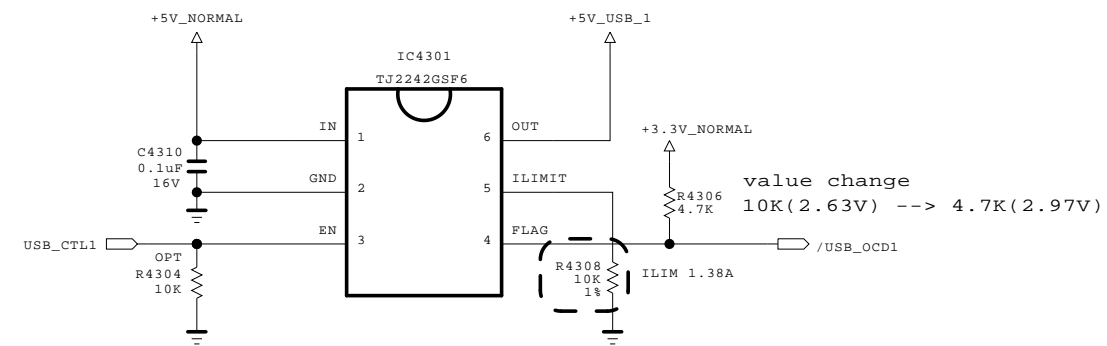 +5V_NORMAL
+5V_USB_1
IC4301
TJ2242GSF6
IN
1
6
OUT
+3.3V_NORMAL
C4310
0.1uF
16V
GND
2
5
ILIMIT
R4306
4.7K
value change
10K(2.63V) --> 4.7K(2.97V)
USB_CTL1
EN
3
4
FLAG
/USB_OCD1
OPT
R4304
10K
R4308
10K
1%
ILIM 1.38A